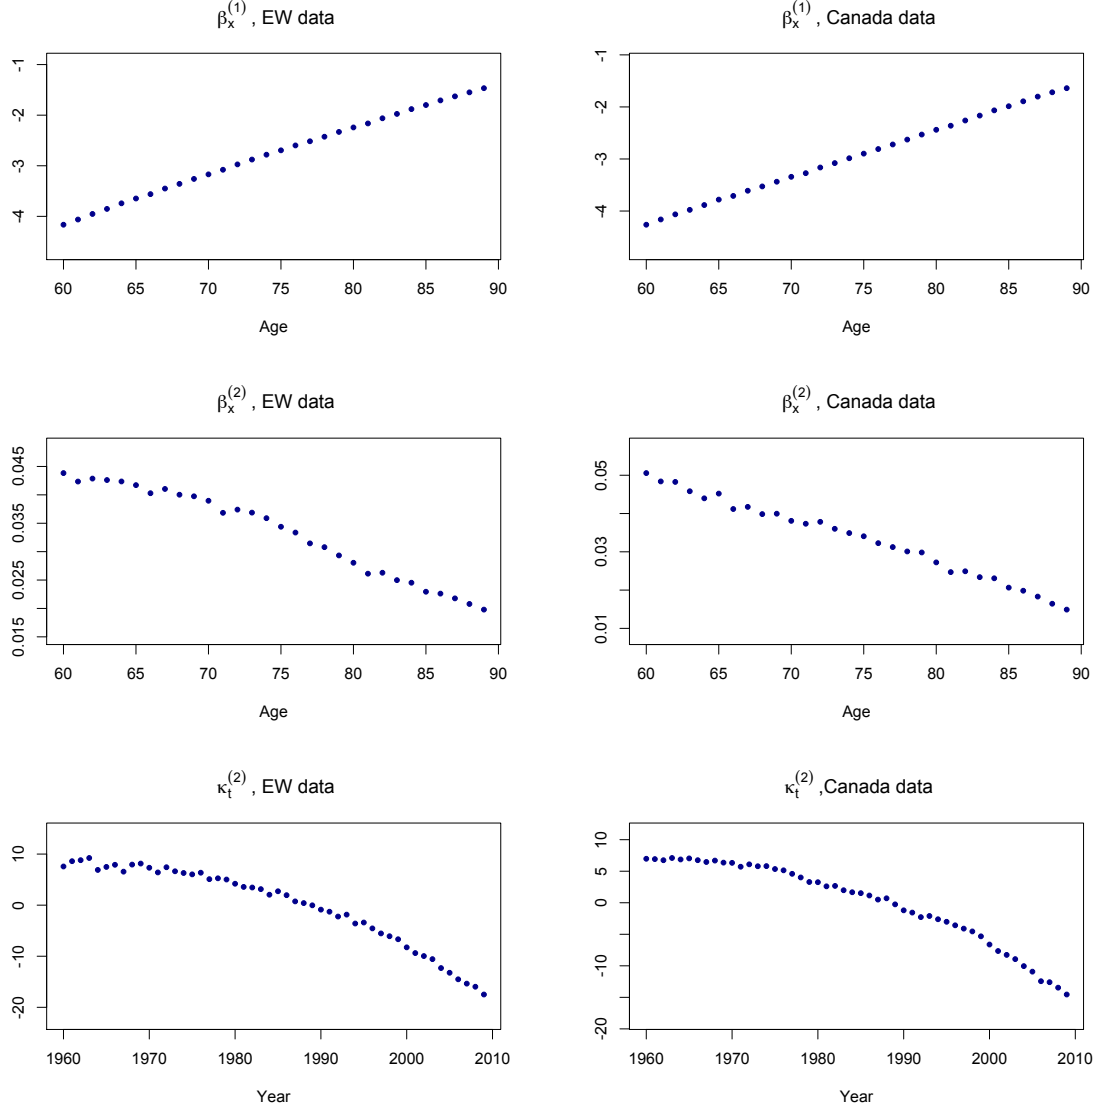 β_x^(1) , EW data
-1
-2
-3
-4
60 65 70 75 80 85 90
Age
β_x^(1) , Canada data
-1
-2
-3
-4
60 65 70 75 80 85 90
Age
β_x^(2) , EW data
0.045
0.035
0.025
0.015
60 65 70 75 80 85 90
Age
β_x^(2) , Canada data
0.05
0.03
0.01
60 65 70 75 80 85 90
Age
κ_t^(2) , EW data
10
0
-10
-20
1960 1970 1980 1990 2000 2010
Year
κ_t^(2) ,Canada data
10
5
0
-10
-20
1960 1970 1980 1990 2000 2010
Year